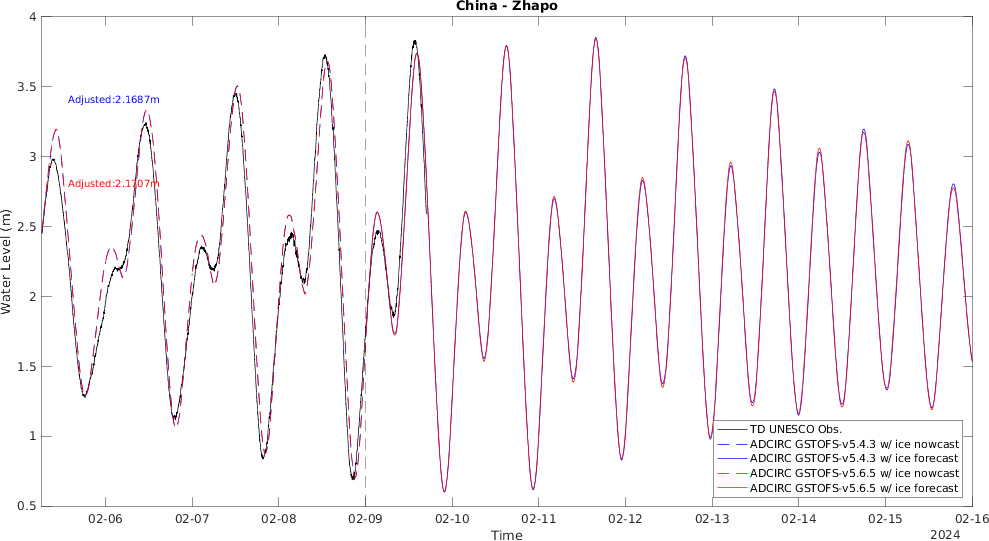 China - Zhapo
4
3.5
3
2.5
2
1.5
1
0.5
Water Level (m)
Adjusted:2.1687m
Adjusted:2.1707m
TD UNESCO Obs.
ADCIRC GSTOFS-v5.4.3 w/ ice nowcast
ADCIRC GSTOFS-v5.4.3 w/ ice forecast
ADCIRC GSTOFS-v5.6.5 w/ ice nowcast
ADCIRC GSTOFS-v5.6.5 w/ ice forecast
02-06 02-07 02-08 02-09 02-10 02-11 02-12 02-13 02-14 02-15 02-16
Time
2024